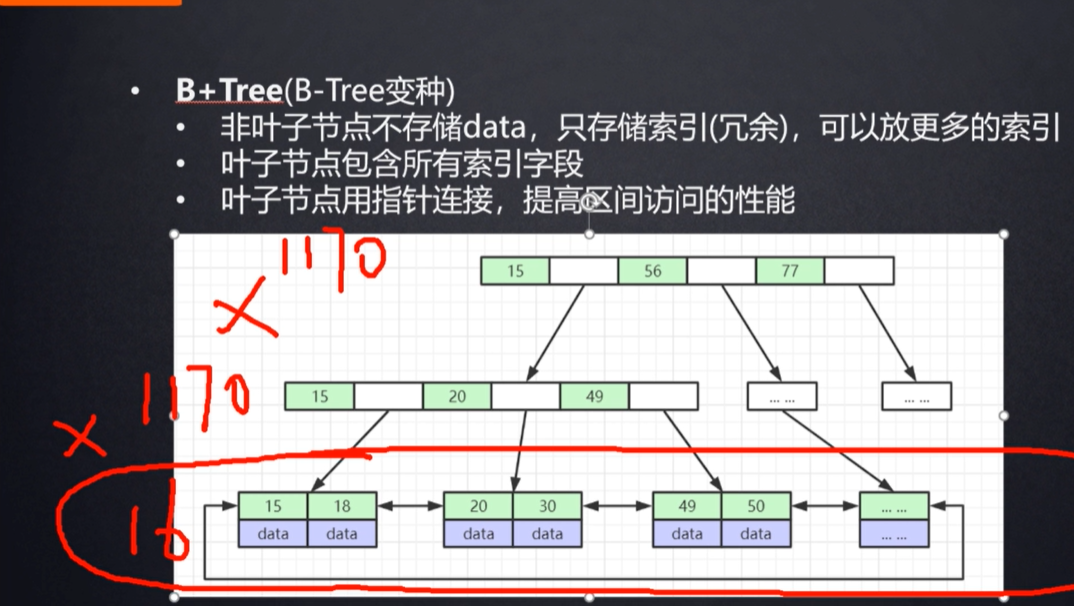 B+Tree(B-Tree变种)
非叶子节点不存储data，只存储索引(冗余)，可以放更多的索引
叶子节点包含所有索引字段
叶子节点用指针连接，提高区间访问的性能
1170
15 56 77
×
1170
15 20 49 ... ... ... ...
×
16
15 18 20 30 49 50 ... ...
data data data data data data ... ...